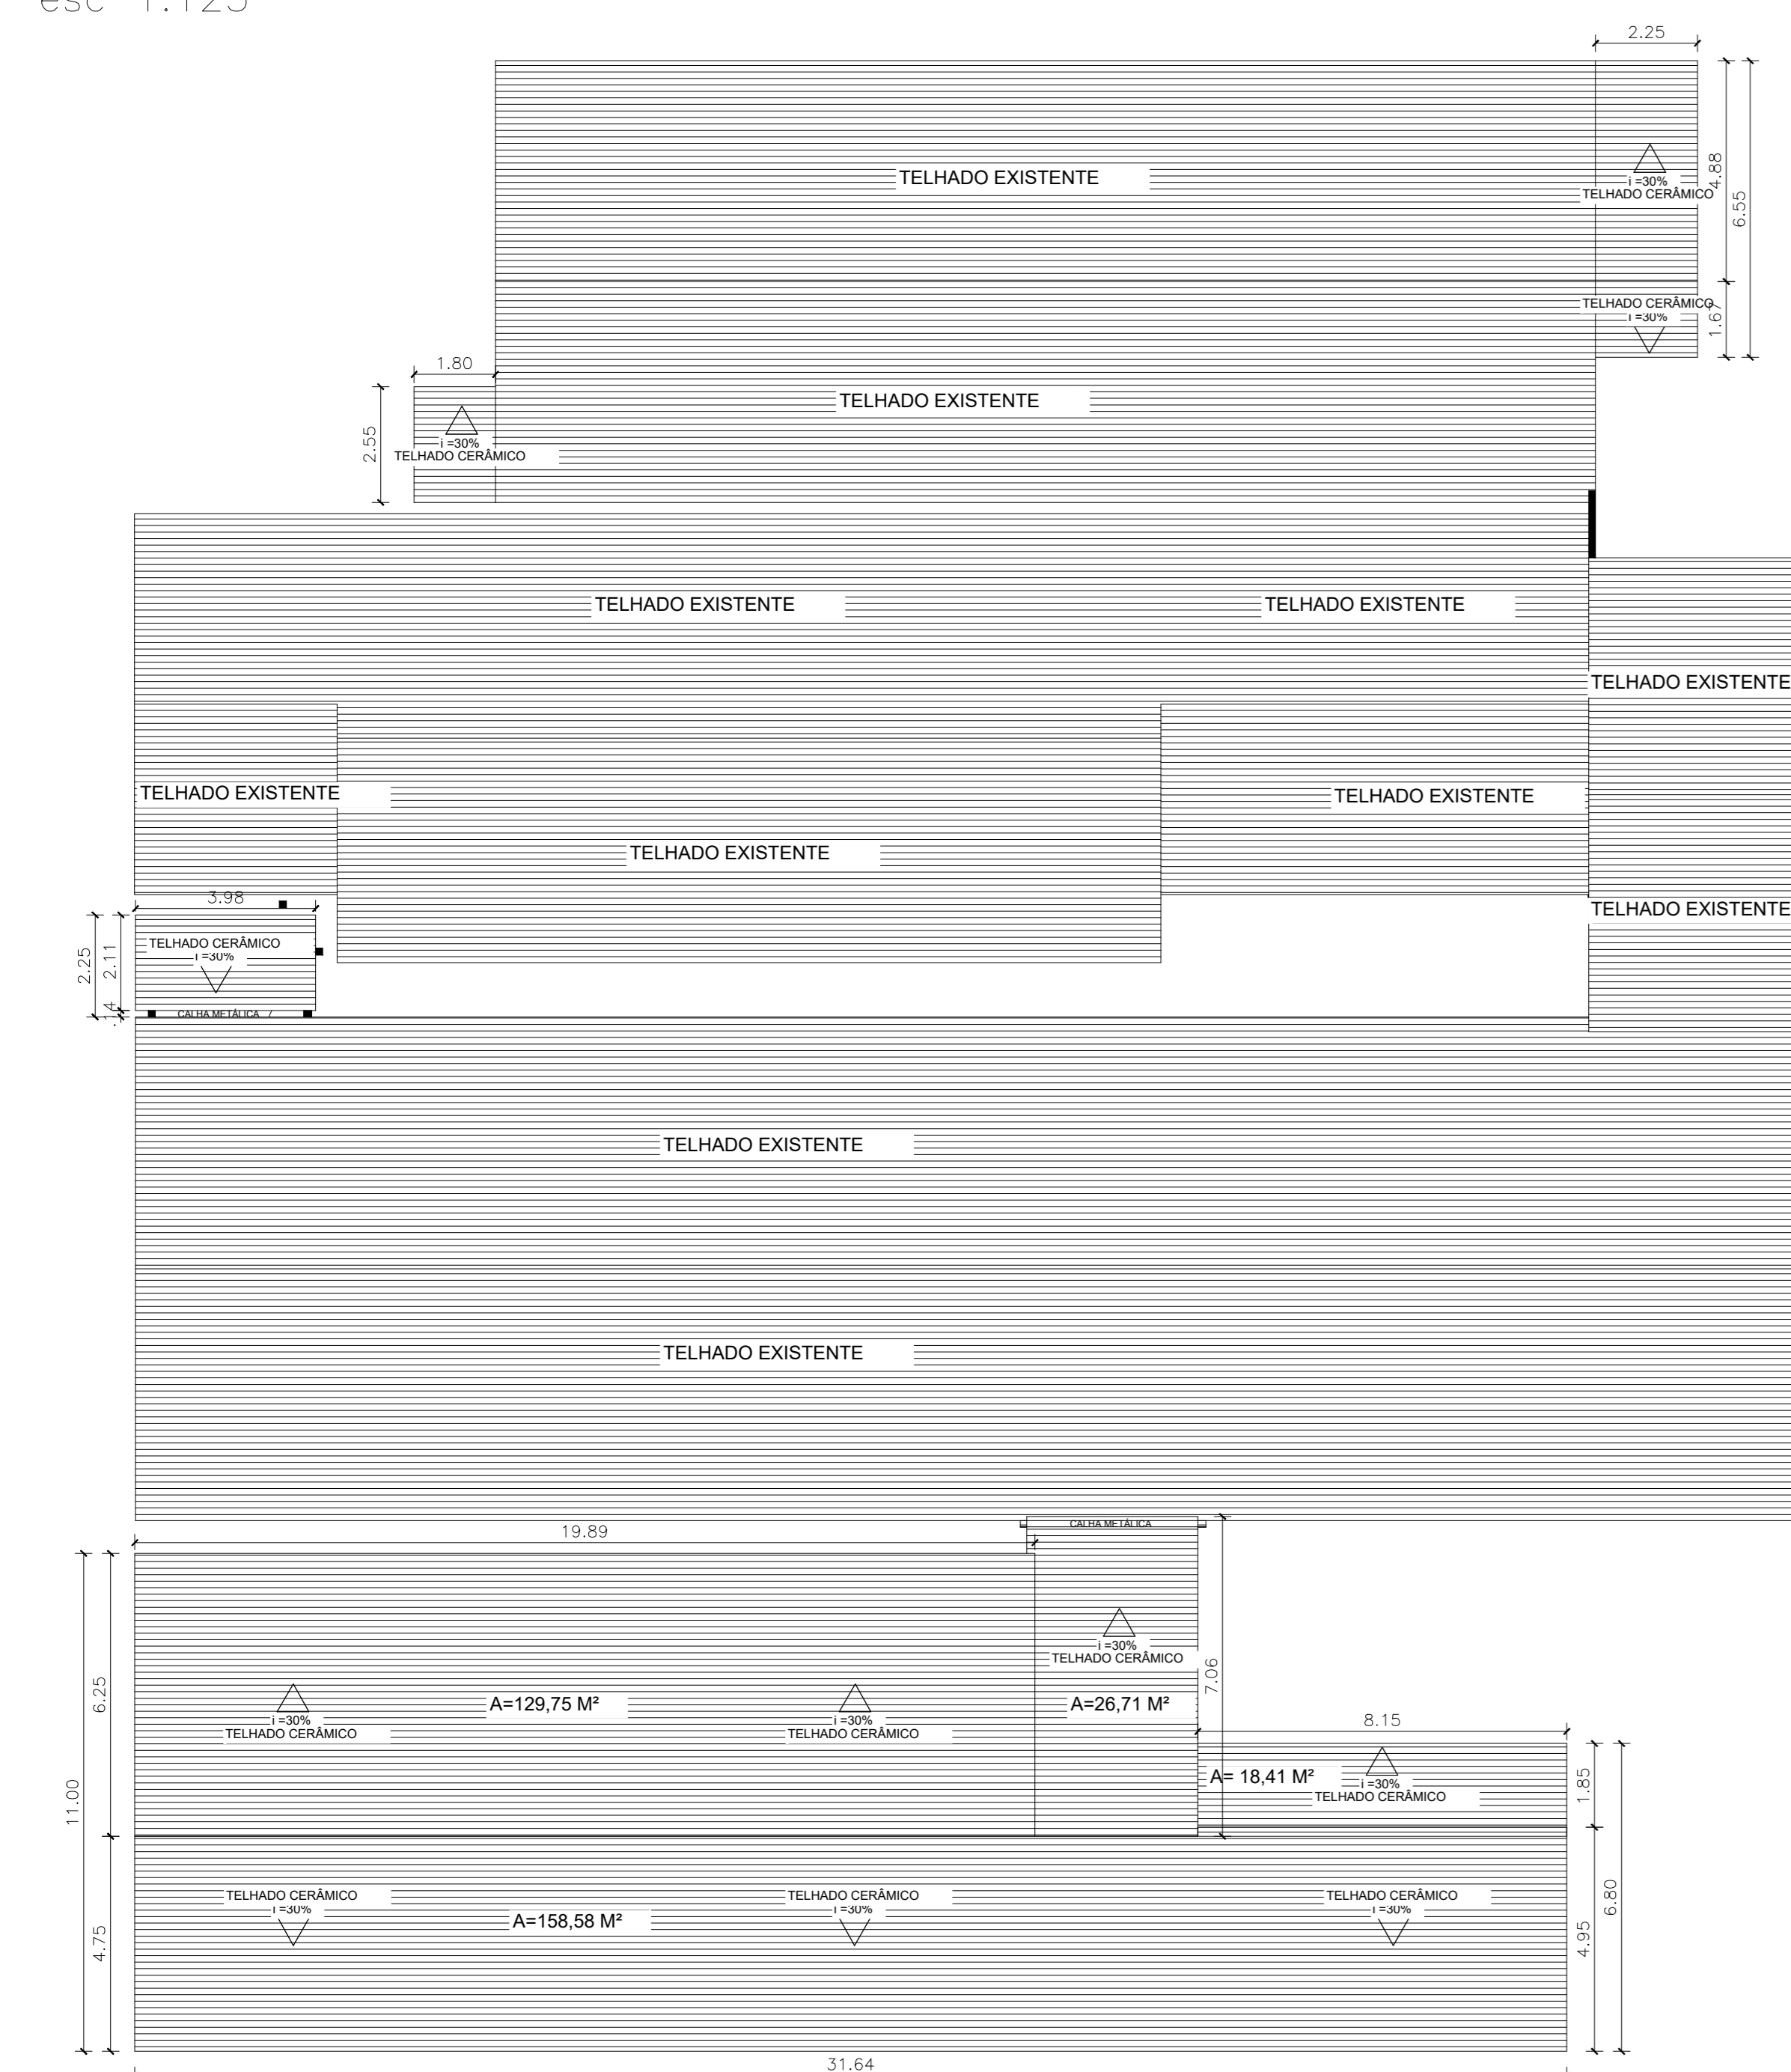 esc 1:125
2.25
TELHADO EXISTENTE
i =30%
TELHADO CERÂMICO
4.88
6.55
TELHADO CERÂMICO
i =30%
1.67
1.80
2.55
i =30%
TELHADO CERÂMICO
TELHADO EXISTENTE
TELHADO EXISTENTE
TELHADO EXISTENTE
TELHADO EXISTENTE
TELHADO EXISTENTE
TELHADO EXISTENTE
TELHADO EXISTENTE
3.98
TELHADO EXISTENTE
2.25
2.11
TELHADO CERÂMICO
i =30%
.14
CALHA METÁLICA
TELHADO EXISTENTE
TELHADO EXISTENTE
CALHA METÁLICA
19.89
i =30%
TELHADO CERÂMICO
7.06
6.25
A=129,75 M²
A=26,71 M²
i =30%
TELHADO CERÂMICO
i =30%
TELHADO CERÂMICO
8.15
A= 18,41 M²
i =30%
TELHADO CERÂMICO
1.85
11.00
TELHADO CERÂMICO
i =30%
TELHADO CERÂMICO
i =30%
TELHADO CERÂMICO
i =30%
A=158,58 M²
4.75
4.95
6.80
31.64